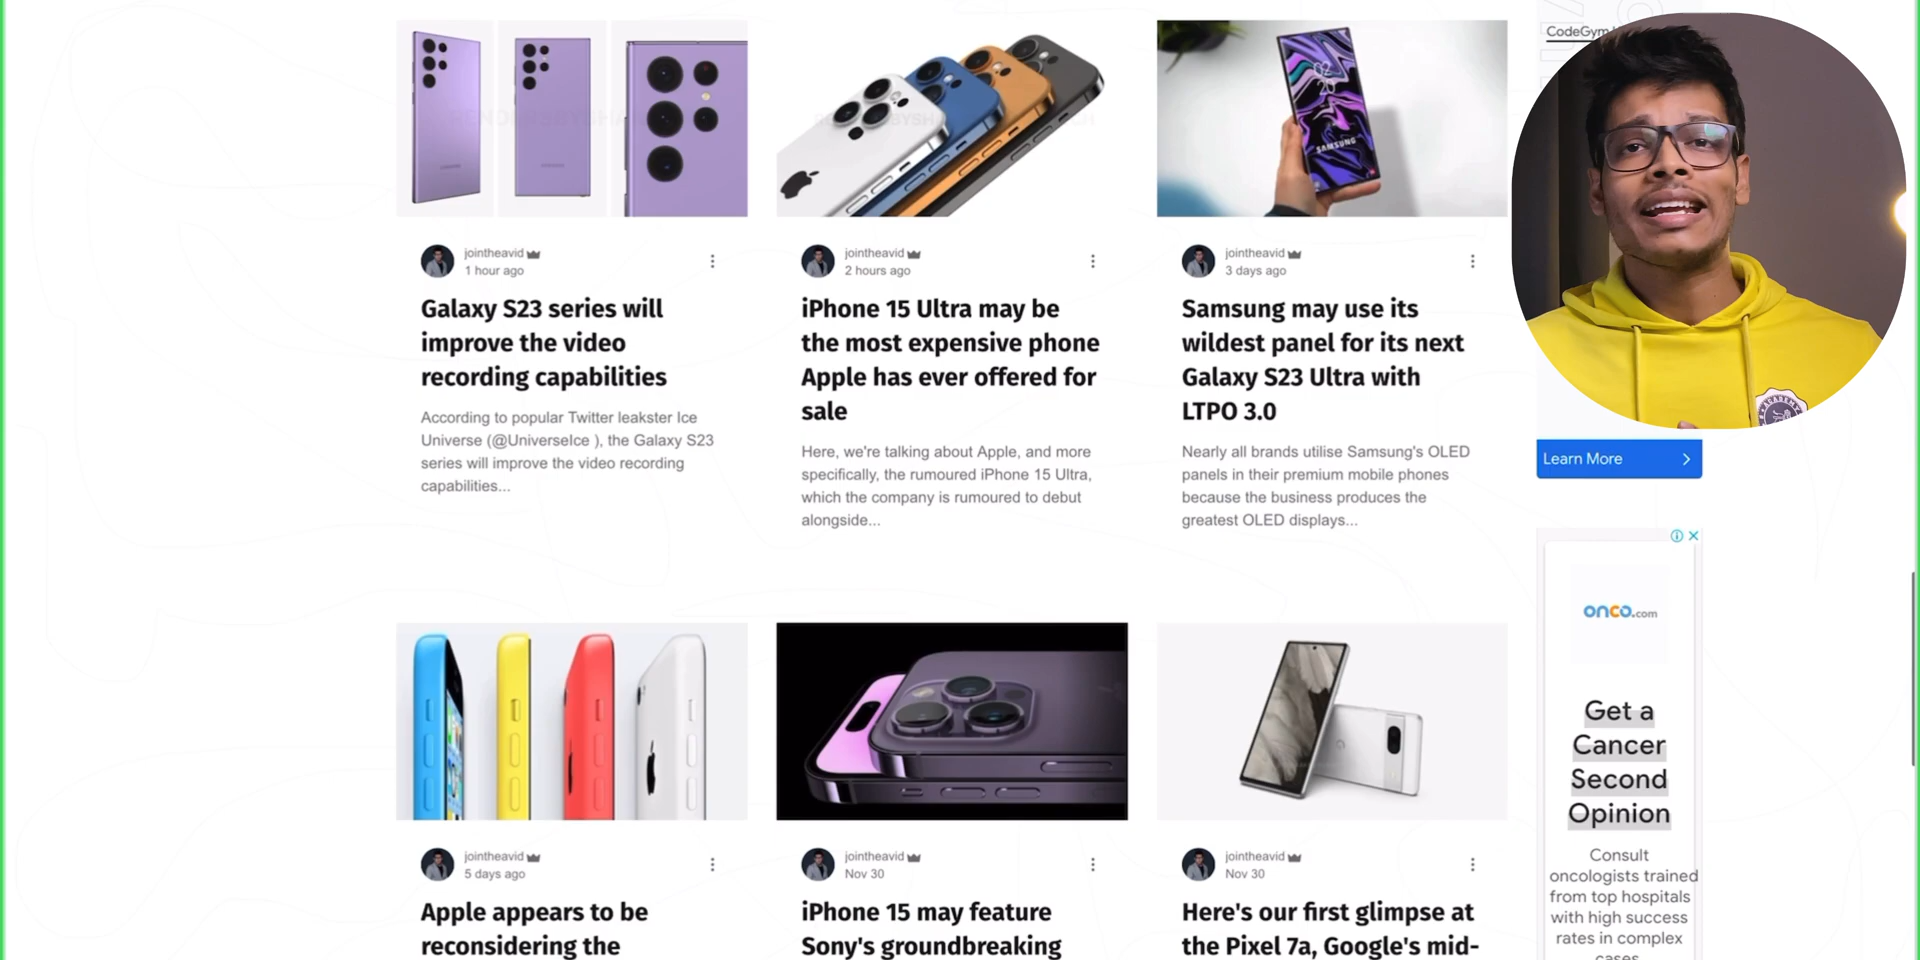 CodeGym
SAMSUNG
jointheavid
1 hour ago
Galaxy S23 series will
improve the video
recording capabilities
According to popular Twitter leakster Ice
Universe (@UniverseIce ), the Galaxy S23
series will improve the video recording
capabilities...
jointheavid
2 hours ago
iPhone 15 Ultra may be
the most expensive phone
Apple has ever offered for
sale
Here, we're talking about Apple, and more
specifically, the rumoured iPhone 15 Ultra,
which the company is rumoured to debut
alongside...
jointheavid
3 days ago
Samsung may use its
wildest panel for its next
Galaxy S23 Ultra with
LTPO 3.0
Nearly all brands utilise Samsung's OLED
panels in their premium mobile phones
because the business produces the
greatest OLED displays...
Learn More
onco.com
Get a
Cancer
Second
Opinion
Consult
oncologists trained
from top hospitals
with high success
rates in complex
cases
jointheavid
5 days ago
Apple appears to be
reconsidering the
jointheavid
Nov 30
iPhone 15 may feature
Sony's groundbreaking
jointheavid
Nov 30
Here's our first glimpse at
the Pixel 7a, Google's mid-